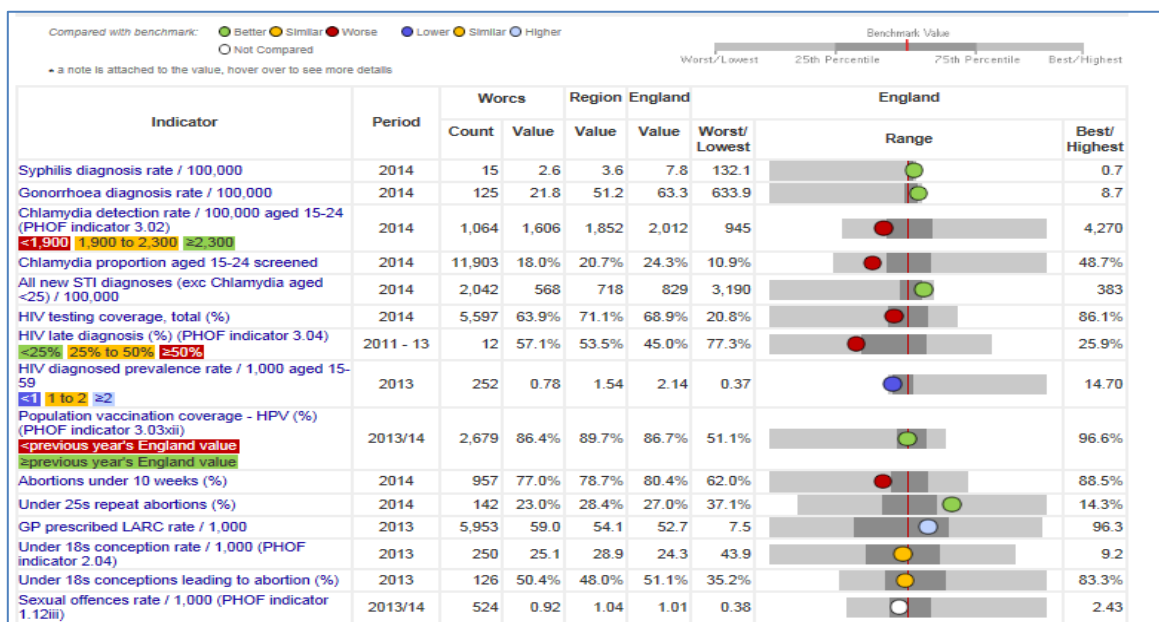 Compared with benchmark: Better Similar Worse Lower Similar Higher
Not Compared
- a note is attached to the value, hover over to see more details
Benchmark Value
Worst/Lowest 25th Percentile 75th Percentile Best/Highest
Indicator Period Worcs Region England England
Count Value Value Value Worst/ Lowest Range Best/ Highest
Syphilis diagnosis rate / 100,000 2014 15 2.6 3.6 7.8 132.1 0.7
Gonorrhoea diagnosis rate / 100,000 2014 125 21.8 51.2 63.3 633.9 8.7
Chlamydia detection rate / 100,000 aged 15-24
(PHOF indicator 3.02) 2014 1,064 1,606 1,852 2,012 945 4,270
<1,900 1,900 to 2,300 ≥2,300
Chlamydia proportion aged 15-24 screened 2014 11,903 18.0% 20.7% 24.3% 10.9% 48.7%
All new STI diagnoses (exc Chlamydia aged
<25) / 100,000 2014 2,042 568 718 829 3,190 383
HIV testing coverage, total (%) 2014 5,597 63.9% 71.1% 68.9% 20.8% 86.1%
HIV late diagnosis (%) (PHOF indicator 3.04) 2011 - 13 12 57.1% 53.5% 45.0% 77.3% 25.9%
<25% 25% to 50% ≥50%
HIV diagnosed prevalence rate / 1,000 aged 15-
59 2013 252 0.78 1.54 2.14 0.37 14.70
<1 1 to 2 ≥2
Population vaccination coverage - HPV (%)
(PHOF indicator 3.03xii) 2013/14 2,679 86.4% 89.7% 86.7% 51.1% 96.6%
<previous year's England value
≥previous year's England value
Abortions under 10 weeks (%) 2014 957 77.0% 78.7% 80.4% 62.0% 88.5%
Under 25s repeat abortions (%) 2014 142 23.0% 28.4% 27.0% 37.1% 14.3%
GP prescribed LARC rate / 1,000 2013 5,953 59.0 54.1 52.7 7.5 96.3
Under 18s conception rate / 1,000 (PHOF
indicator 2.04) 2013 250 25.1 28.9 24.3 43.9 9.2
Under 18s conceptions leading to abortion (%) 2013 126 50.4% 48.0% 51.1% 35.2% 83.3%
Sexual offences rate / 1,000 (PHOF indicator
1.12iii) 2013/14 524 0.92 1.04 1.01 0.38 2.43